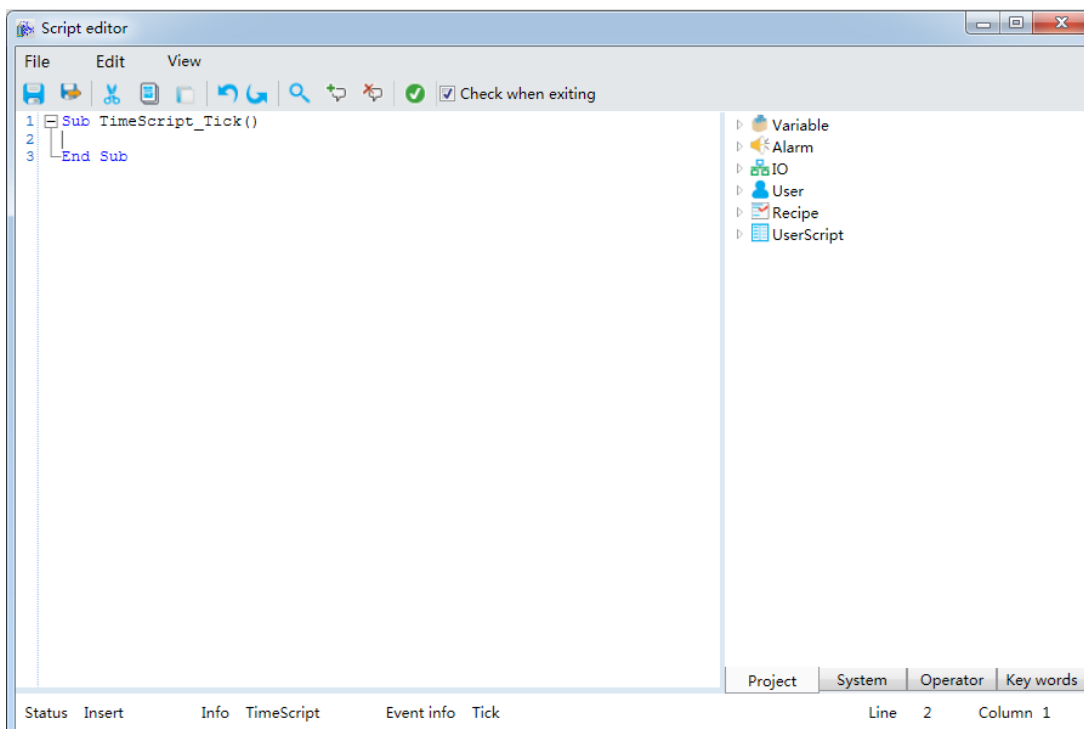 Script editor
File Edit View
Check when exiting
1 Sub TimeScript_Tick()
2
3 End Sub
Variable
Alarm
IO
User
Recipe
UserScript
Project System Operator Key words
Status Insert Info TimeScript Event info Tick Line 2 Column 1